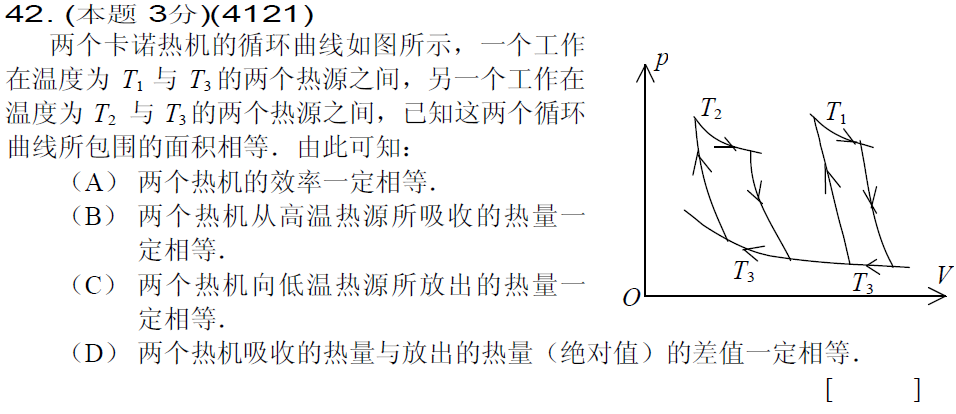 42.(本题 3分)(4121)
两个卡诺热机的循环曲线如图所示，一个工作
在温度为 T1 与 T3的两个热源之间，另一个工作在
温度为 T2 与 T3的两个热源之间，已知这两个循环
曲线所包围的面积相等．由此可知：
（A） 两个热机的效率一定相等．
（B） 两个热机从高温热源所吸收的热量一
定相等．
（C） 两个热机向低温热源所放出的热量一
定相等．
（D） 两个热机吸收的热量与放出的热量（绝对值）的差值一定相等．
[ ]
p
T2
T1
T3
T3
V
O